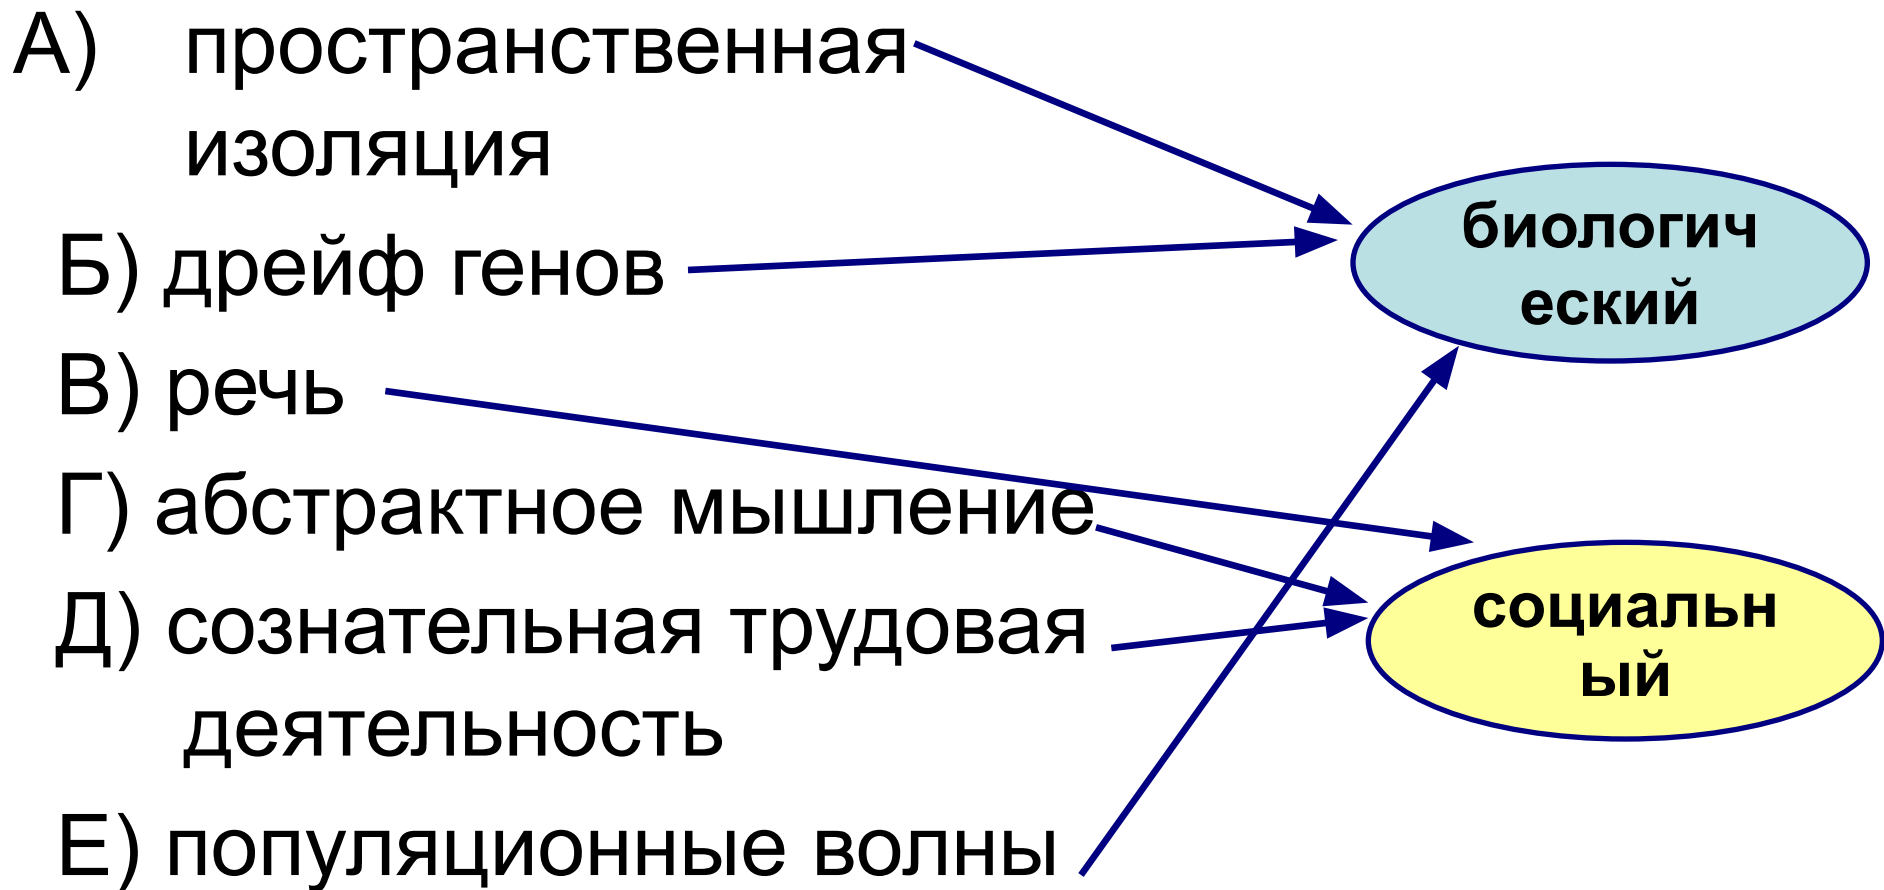 А) пространственная
изоляция
Б) дрейф генов
В) речь
Г) абстрактное мышление
Д) сознательная трудовая
деятельность
Е) популяционные волны
биологич
еский
социальн
ый